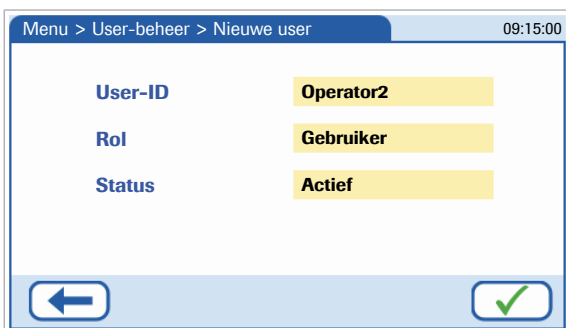 Menu > User-beheer > Nieuwe user 09:15:00
User-ID Operator2
Rol Gebruiker
Status Actief